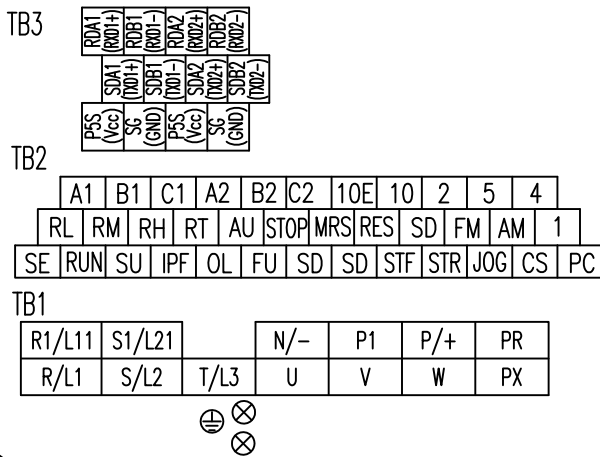 TB3
RDA1 (RXD1+) RDB1 (RXD1-) RDA2 (RXD2+) RDB2 (RXD2-)
SDA1 (TXD1+) SDB1 (TXD1-) SDA2 (TXD2+) SDB2 (TXD2-)
P5S (Vcc) SG (GND) P5S (Vcc) SG (GND)
TB2
A1 B1 C1 A2 B2 C2 10E 10 2 5 4
RL RM RH RT AU STOP MRS RES SD FM AM 1
SE RUN SU IPF OL FU SD SD STF STR JOG CS PC
TB1
R1/L11 S1/L21 N/- P1 P/+ PR
R/L1 S/L2 T/L3 U V W PX